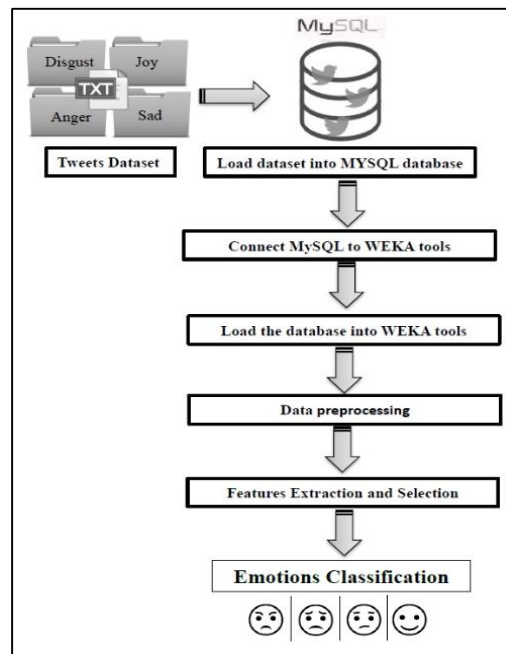 MySQL
Disgust Joy
TXT
Anger Sad
Tweets Dataset
Load dataset into MYSQL database
Connect MySQL to WEKA tools
Load the database into WEKA tools
Data preprocessing
Features Extraction and Selection
Emotions Classification